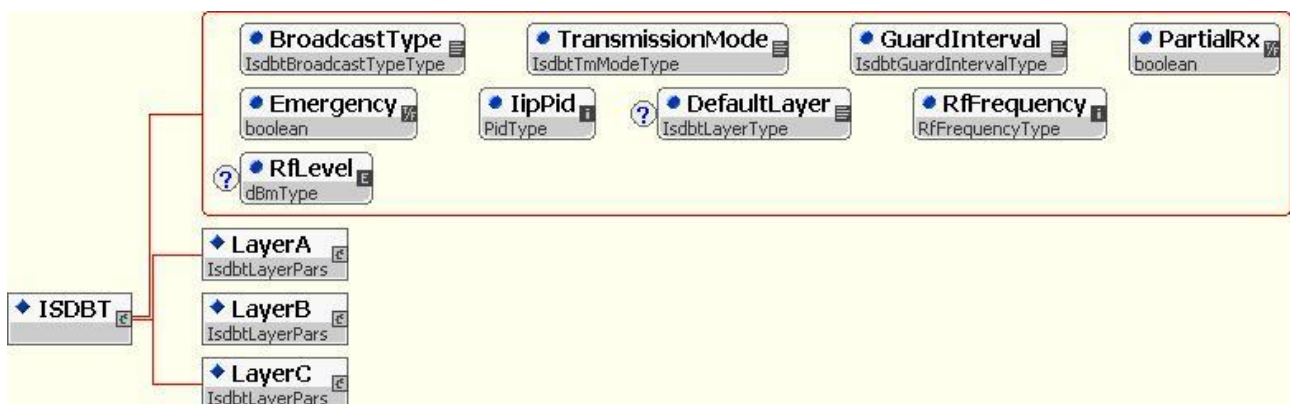 BroadcastType TransmissionMode GuardInterval PartialRx
IsdbtBroadcastTypeType IsdbtTmModeType IsdbtGuardIntervalType boolean
Emergency IipPid ? DefaultLayer RfFrequency
boolean PidType IsdbtLayerType RfFrequencyType
? RfLevel
dBmType
LayerA
IsdbtLayerPars
ISDBT
LayerB
IsdbtLayerPars
LayerC
IsdbtLayerPars